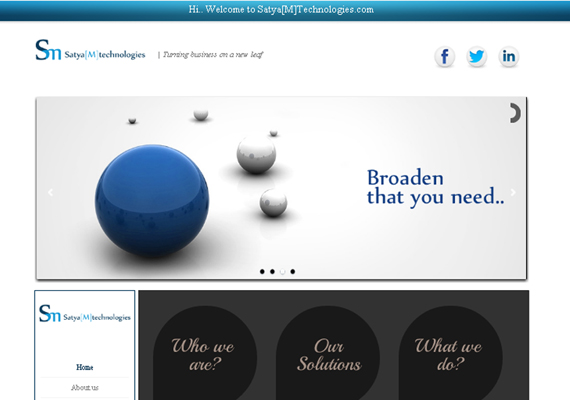 Hi.. Welcome to Satya[M]Technologies.com
Sm Satya[M]technologies | Turning business on a new leaf
f in
Broaden
that you need..
Sm Satya[M]technologies
Home
About us
Who we
are?
Our
Solutions
What we
do?